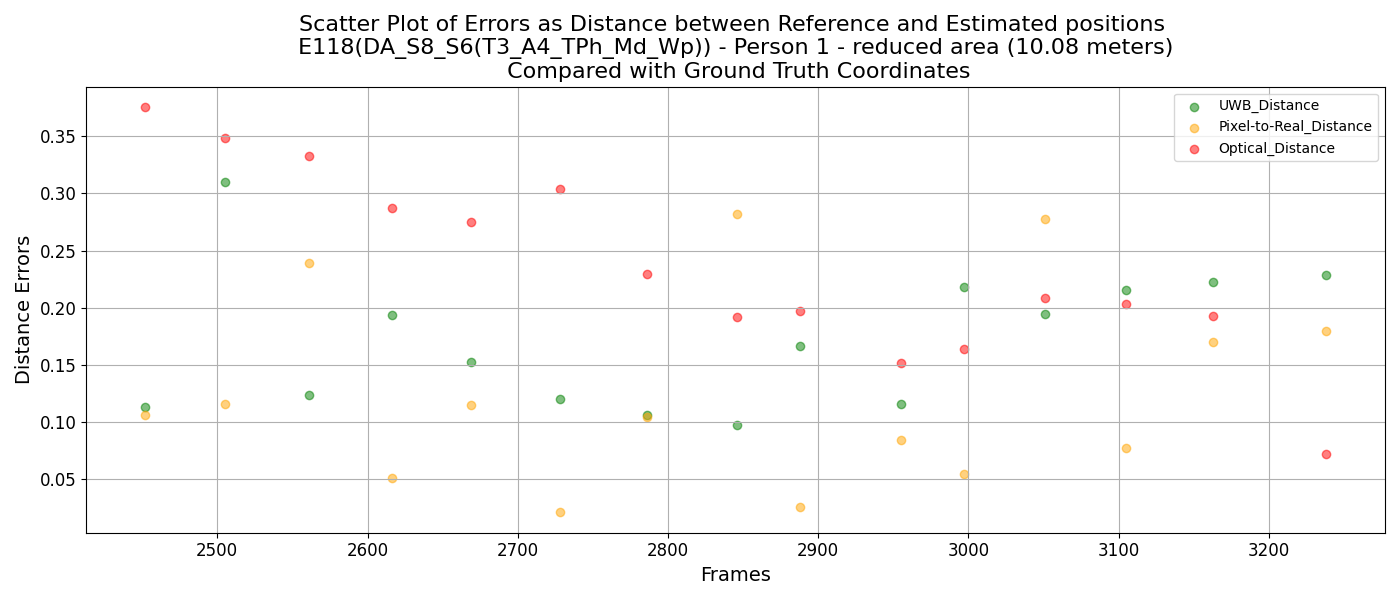 Scatter Plot of Errors as Distance between Reference and Estimated positions
E118(DA_S8_S6(T3_A4_TPh_Md_Wp)) - Person 1 - reduced area (10.08 meters)
Compared with Ground Truth Coordinates
UWB_Distance
Pixel-to-Real_Distance
Optical_Distance
Distance Errors
0.35
0.30
0.25
0.20
0.15
0.10
0.05
2500 2600 2700 2800 2900 3000 3100 3200
Frames